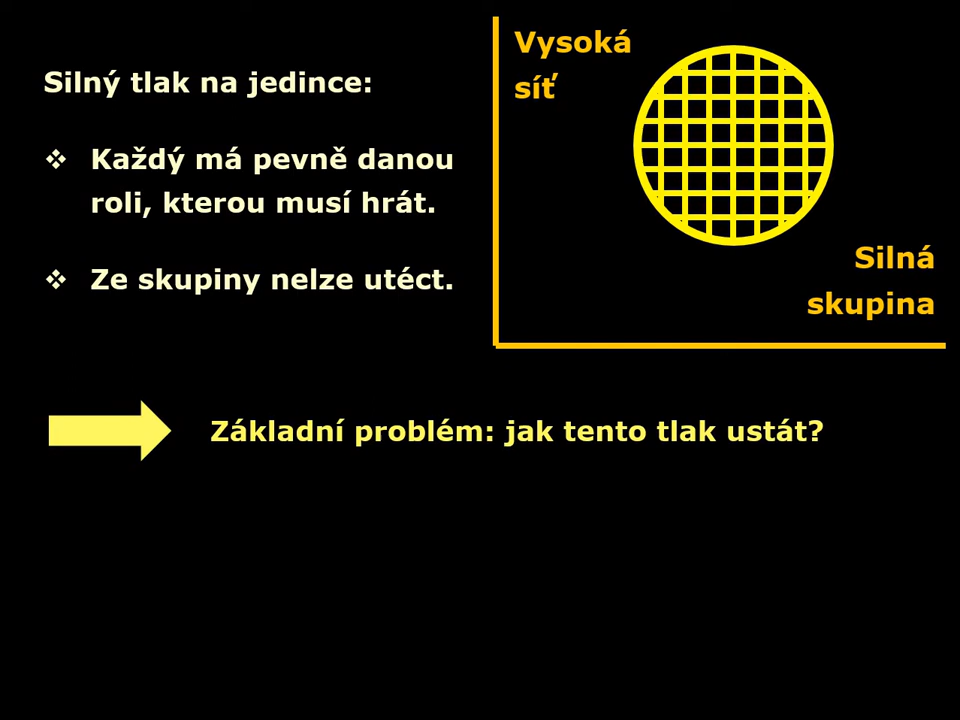 Silný tlak na jedince:
Každý má pevně danou
roli, kterou musí hrát.
Ze skupiny nelze utéct.
Vysoká
síť
Silná
skupina
Základní problém: jak tento tlak ustát?